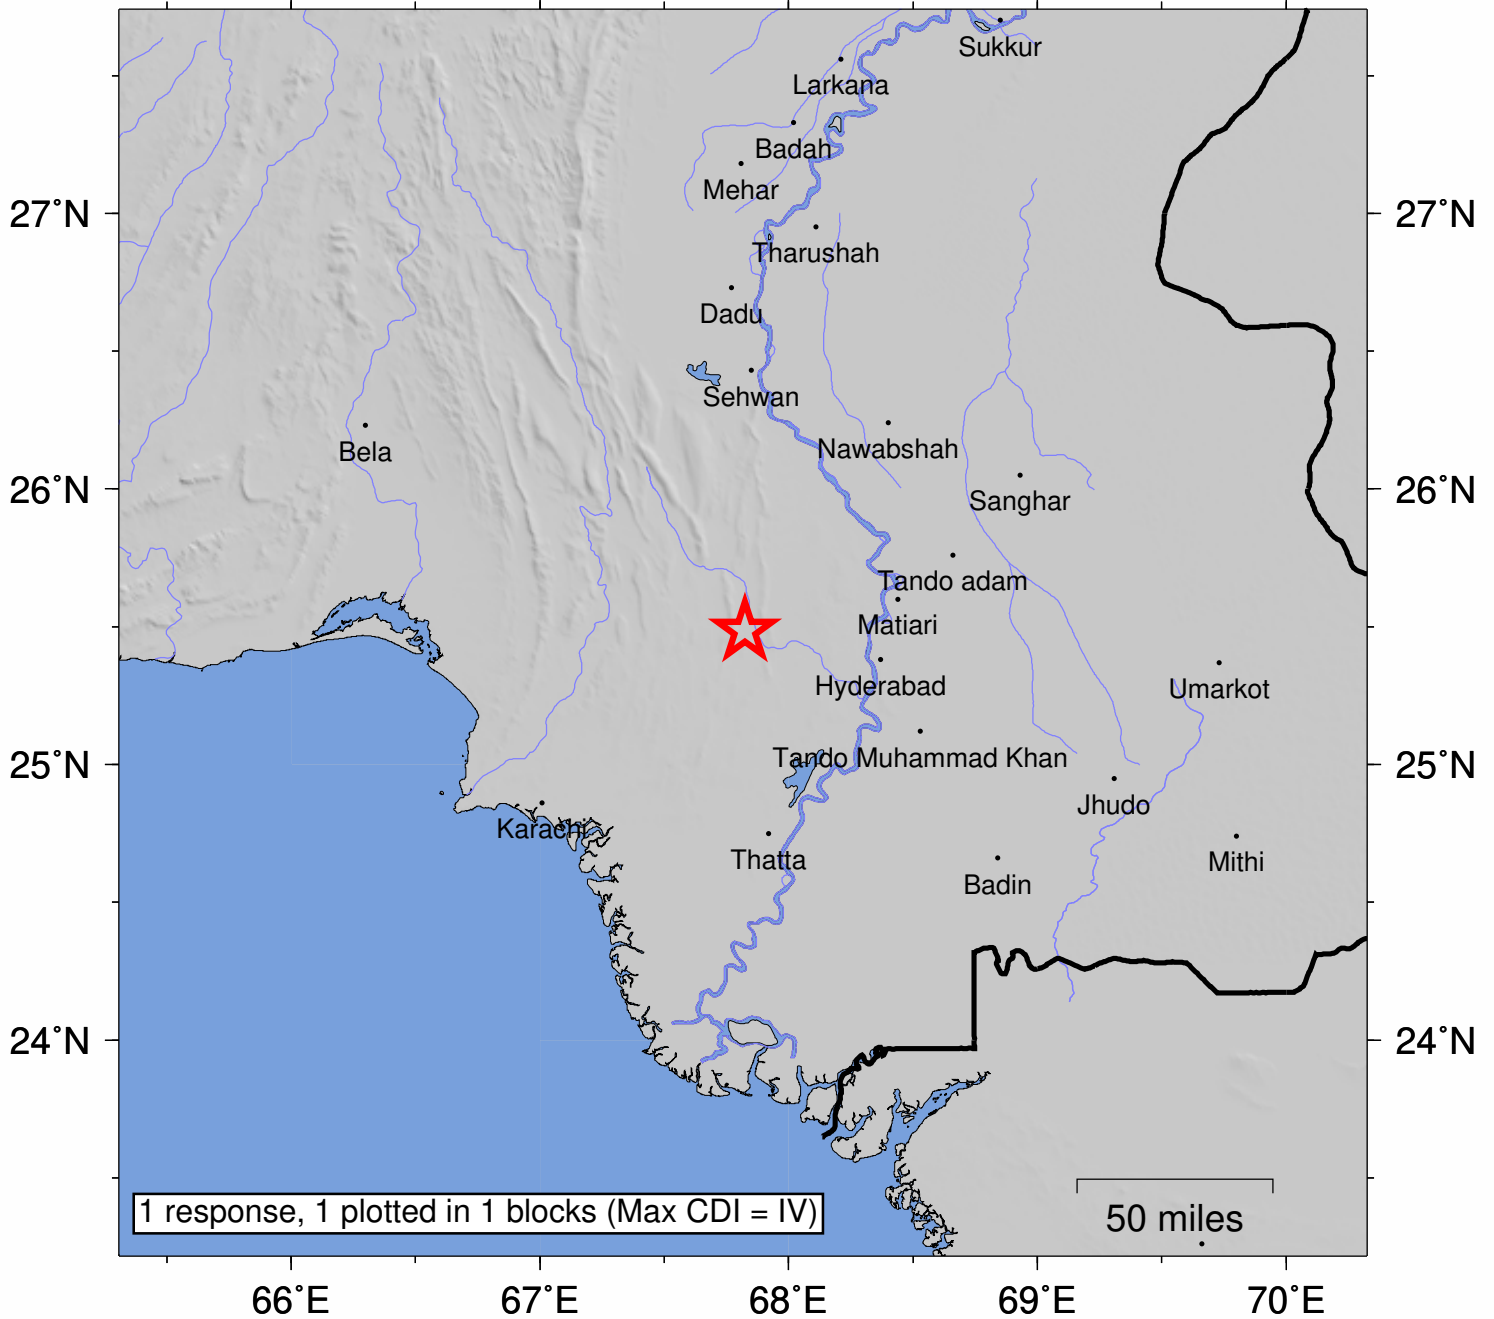 Sukkur
Larkana
Badah
Mehar
27°N
27°N
Tharushah
Dadu
Sehwan
Nawabshah
Bela
26°N
26°N
Sanghar
Tando adam
Matiari
Hyderabad
Umarkot
25°N
Tando Muhammad Khan
25°N
Jhudo
Karachi
Thatta
Mithi
Badin
24°N
24°N
1 response, 1 plotted in 1 blocks (Max CDI = IV)
50 miles
66°E
67°E
68°E
69°E
70°E